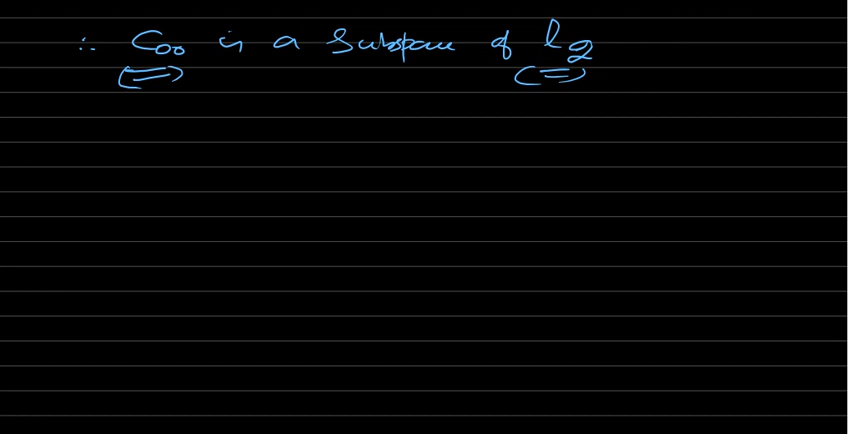 ∴ C₀₀ is a subspace of l₂